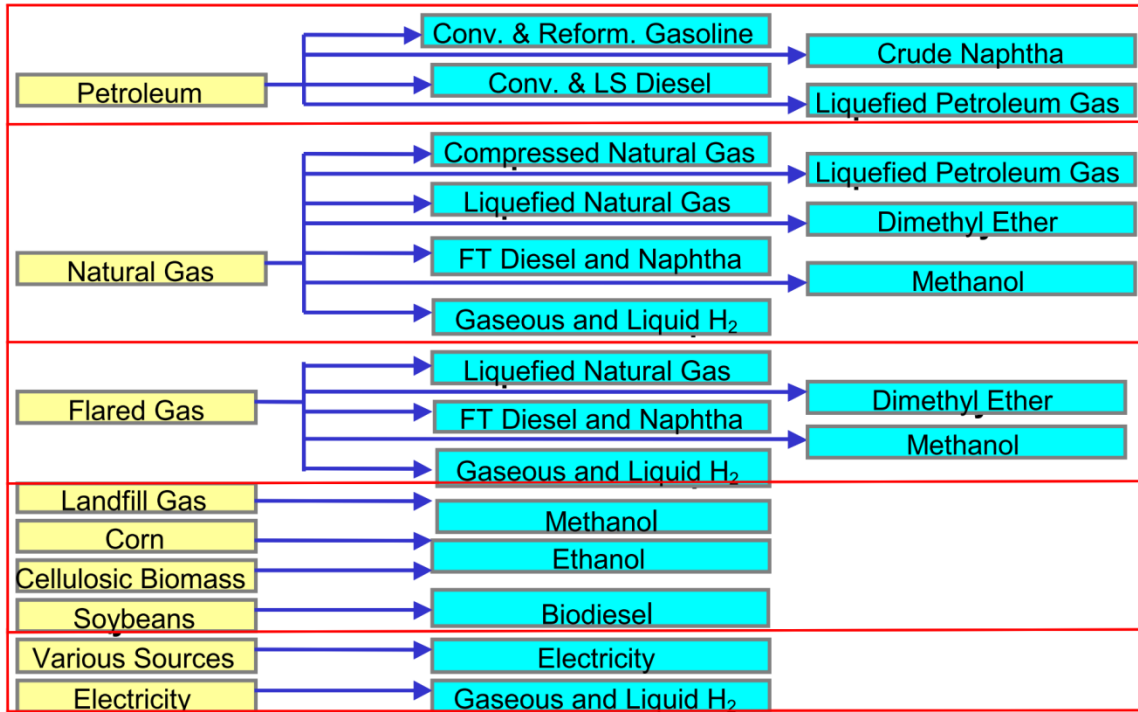 Petroleum
Conv. & Reform. Gasoline
Crude Naphtha
Conv. & LS Diesel
Liquefied Petroleum Gas
Natural Gas
Compressed Natural Gas
Liquefied Petroleum Gas
Liquefied Natural Gas
Dimethyl Ether
FT Diesel and Naphtha
Methanol
Gaseous and Liquid H₂
Flared Gas
Liquefied Natural Gas
Dimethyl Ether
FT Diesel and Naphtha
Methanol
Gaseous and Liquid H₂
Landfill Gas
Methanol
Corn
Ethanol
Cellulosic Biomass
Soybeans
Biodiesel
Various Sources
Electricity
Electricity
Gaseous and Liquid H₂